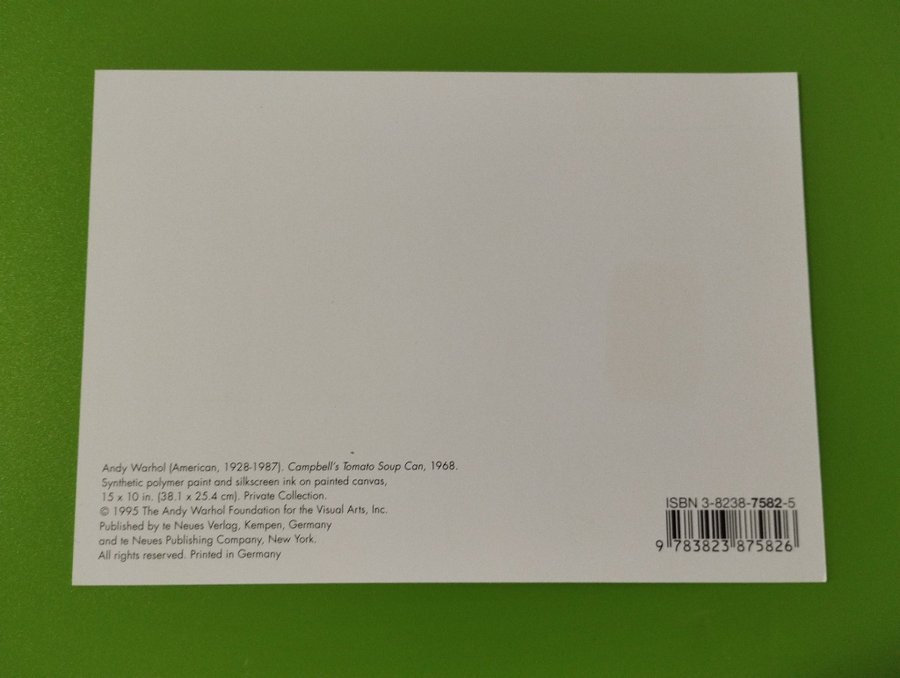 Andy Warhol (American, 1928-1987). Campbell's Tomato Soup Can, 1968.
Synthetic polymer paint and silkscreen ink on painted canvas,
15 x 10 in. (38.1 x 25.4 cm). Private Collection.
© 1995 The Andy Warhol Foundation for the Visual Arts, Inc.
Published by te Neues Verlag, Kempen, Germany
and te Neues Publishing Company, New York.
All rights reserved. Printed in Germany
ISBN 3-8238-7582-5
9 783823 875826